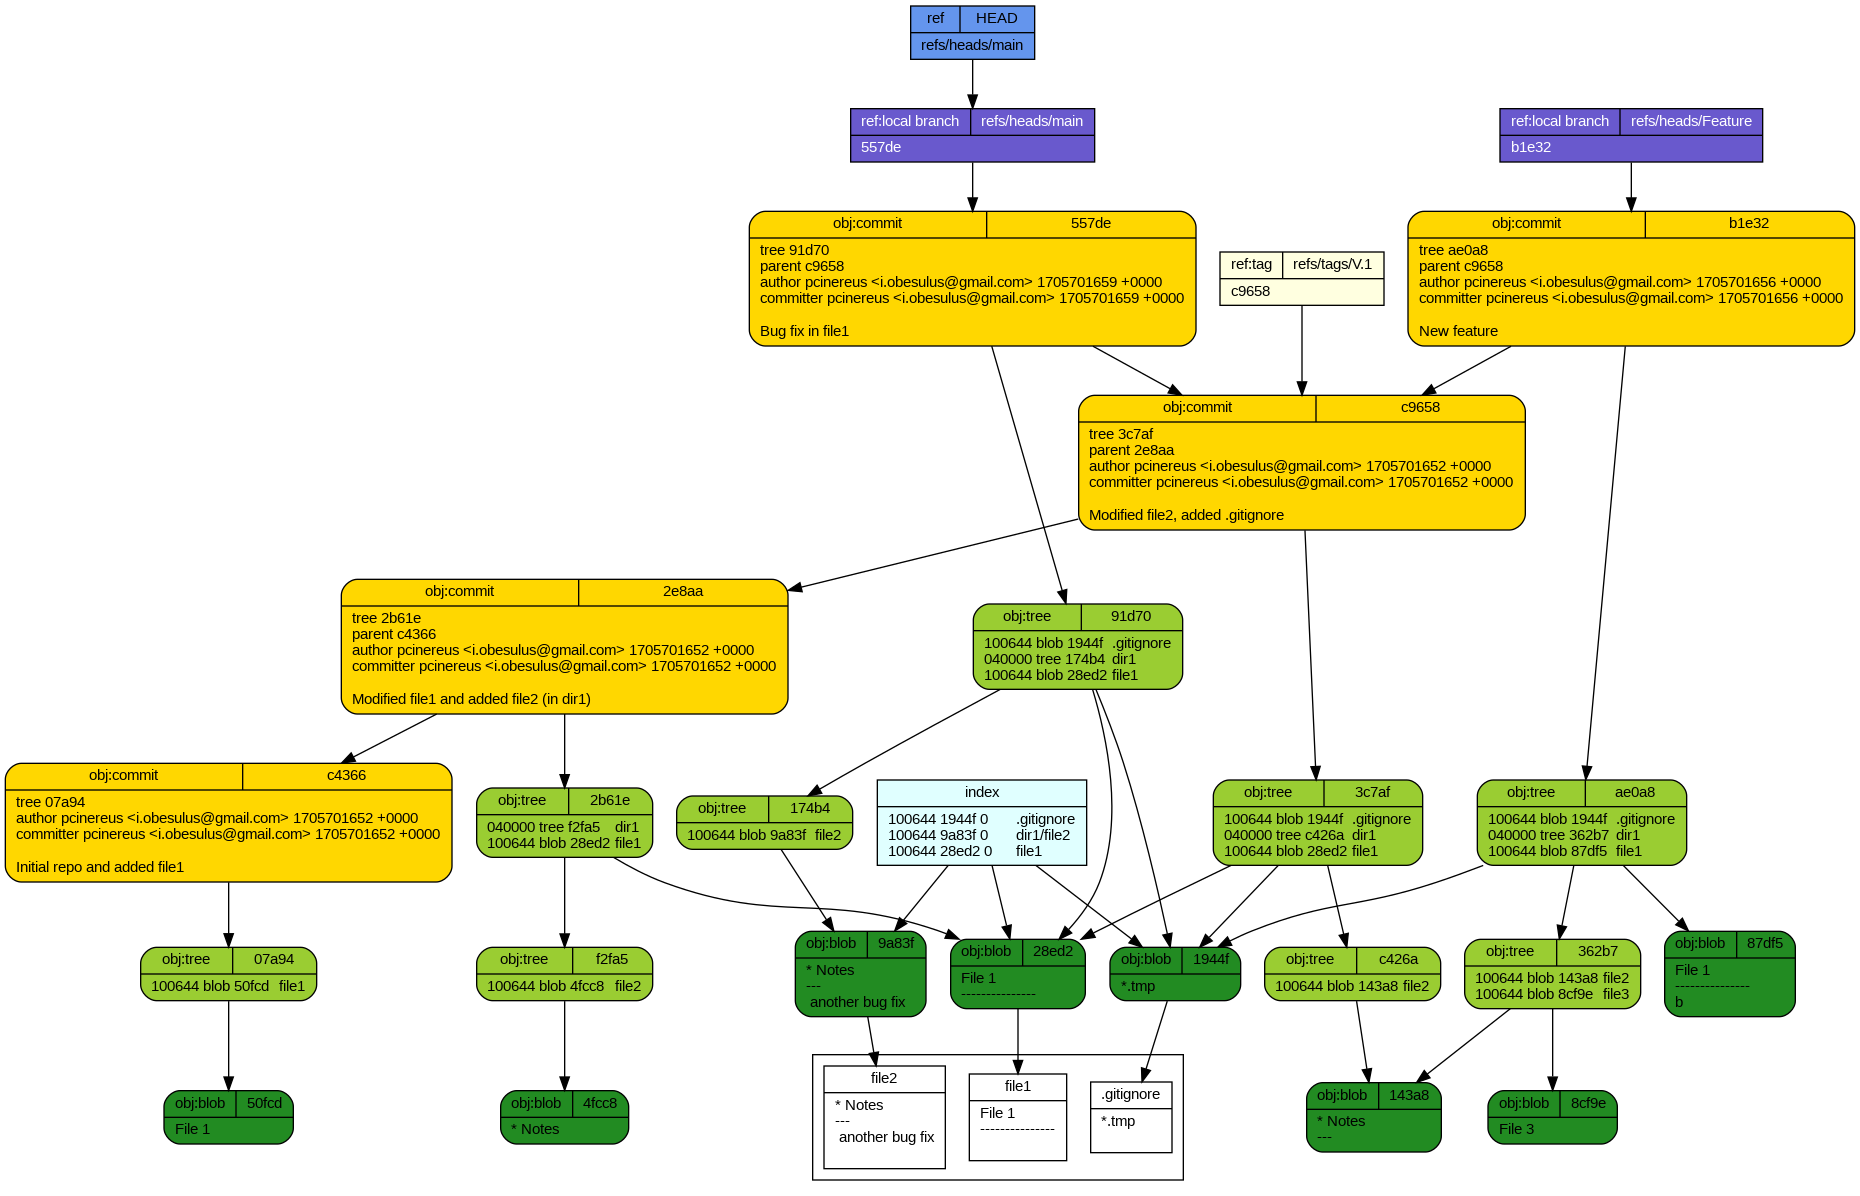 ref HEAD
refs/heads/main
ref:local branch refs/heads/main
557de
ref:local branch refs/heads/Feature
b1e32
obj:commit 557de
tree 91d70
parent c9658
author pcinereus <i.obesulus@gmail.com> 1705701659 +0000
committer pcinereus <i.obesulus@gmail.com> 1705701659 +0000
Bug fix in file1
ref:tag refs/tags/V.1
c9658
obj:commit b1e32
tree ae0a8
parent c9658
author pcinereus <i.obesulus@gmail.com> 1705701656 +0000
committer pcinereus <i.obesulus@gmail.com> 1705701656 +0000
New feature
obj:commit c9658
tree 3c7af
parent 2e8aa
author pcinereus <i.obesulus@gmail.com> 1705701652 +0000
committer pcinereus <i.obesulus@gmail.com> 1705701652 +0000
Modified file2, added .gitignore
obj:commit 2e8aa
tree 2b61e
parent c4366
author pcinereus <i.obesulus@gmail.com> 1705701652 +0000
committer pcinereus <i.obesulus@gmail.com> 1705701652 +0000
Modified file1 and added file2 (in dir1)
obj:tree 91d70
100644 blob 1944f .gitignore
040000 tree 174b4 dir1
100644 blob 28ed2 file1
obj:commit c4366
tree 07a94
author pcinereus <i.obesulus@gmail.com> 1705701652 +0000
committer pcinereus <i.obesulus@gmail.com> 1705701652 +0000
Initial repo and added file1
obj:tree 2b61e
040000 tree f2fa5 dir1
100644 blob 28ed2 file1
obj:tree 174b4
100644 blob 9a83f file2
index
100644 1944f 0 .gitignore
100644 9a83f 0 dir1/file2
100644 28ed2 0 file1
obj:tree 3c7af
100644 blob 1944f .gitignore
040000 tree c426a dir1
100644 blob 28ed2 file1
obj:tree ae0a8
100644 blob 1944f .gitignore
040000 tree 362b7 dir1
100644 blob 87df5 file1
obj:tree 07a94
100644 blob 50fcd file1
obj:tree f2fa5
100644 blob 4fcc8 file2
obj:blob 9a83f
* Notes
---
another bug fix
obj:blob 28ed2
File 1
---------------
obj:blob 1944f
*.tmp
obj:tree c426a
100644 blob 143a8 file2
obj:tree 362b7
100644 blob 143a8 file2
100644 blob 8cf9e file3
obj:blob 87df5
File 1
---------------
b
obj:blob 50fcd
File 1
obj:blob 4fcc8
* Notes
file2
* Notes
---
another bug fix
file1
File 1
---------------
.gitignore
*.tmp
obj:blob 143a8
* Notes
---
obj:blob 8cf9e
File 3